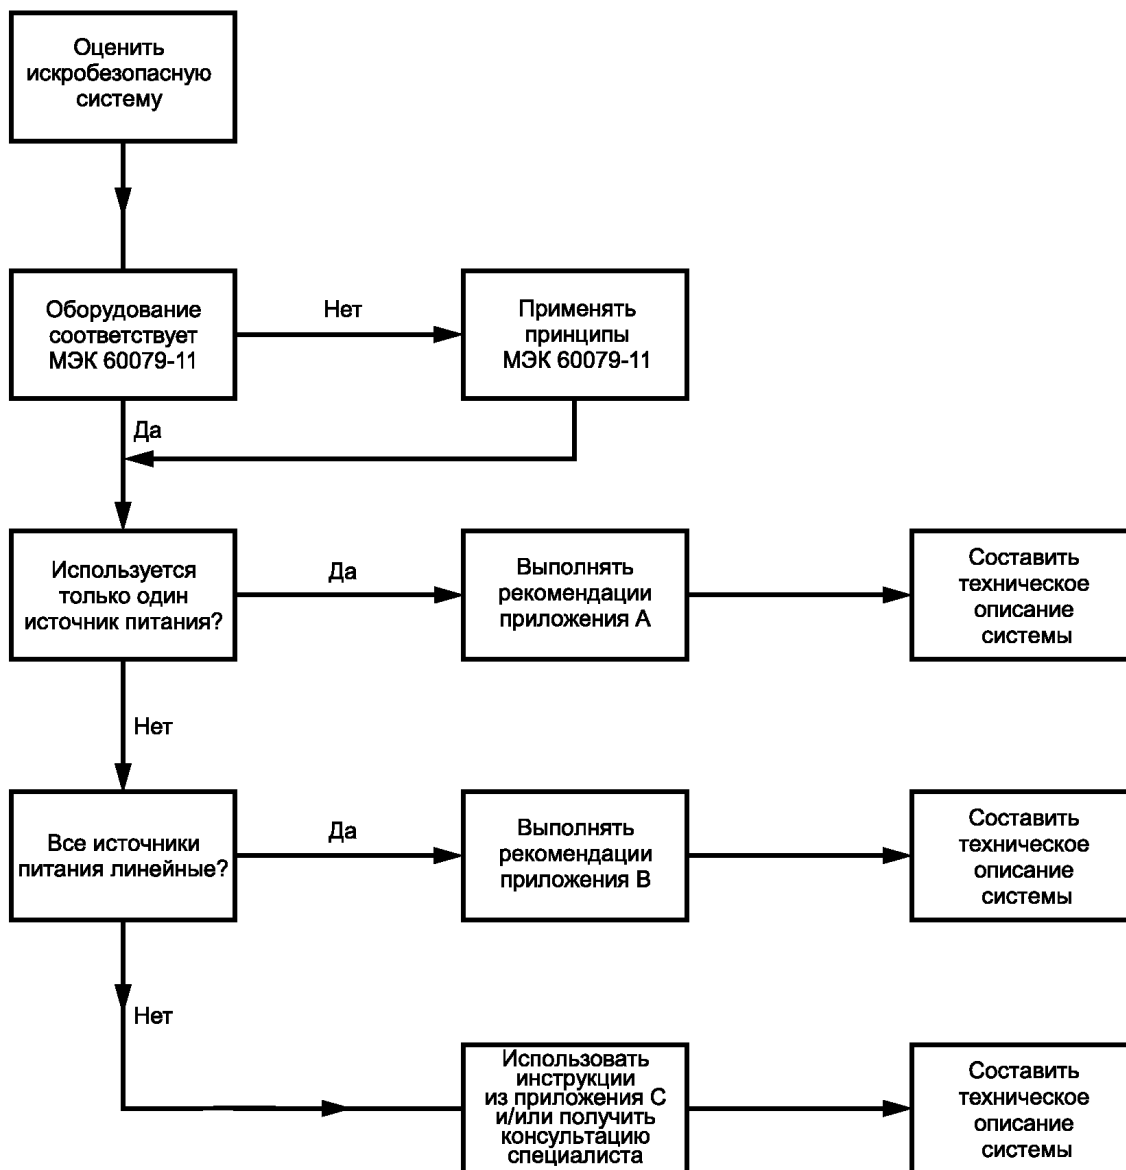 Оценить
искробезопасную
систему
Оборудование
соответствует
МЭК 60079-11
Нет
Применять
принципы
МЭК 60079-11
Да
Используется
только один
источник питания?
Да
Выполнять
рекомендации
приложения А
Составить
техническое
описание
системы
Нет
Все источники
питания линейные?
Да
Выполнять
рекомендации
приложения В
Составить
техническое
описание
системы
Нет
Использовать
инструкции
из приложения С
и/или получить
консультацию
специалиста
Составить
техническое
описание
системы